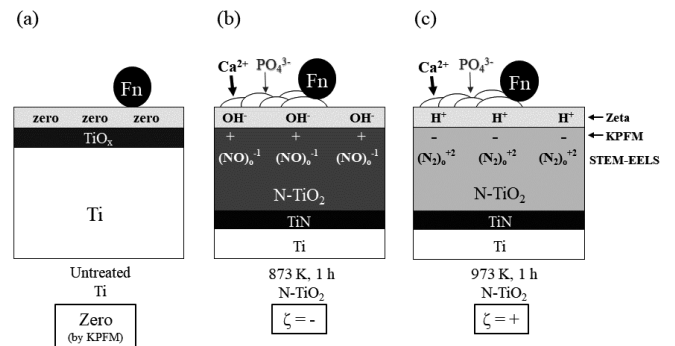 (a)
Fn
zero zero zero
TiOₓ
Ti
Untreated
Ti
Zero
(by KPFM)
(b)
Ca²⁺ PO₄³⁻
Fn
OH⁻ OH⁻ OH⁻
+ + +
(NO)ₒ⁻¹ (NO)ₒ⁻¹ (NO)ₒ⁻¹
N-TiO₂
TiN
Ti
873 K, 1 h
N-TiO₂
ζ = -
(c)
Ca²⁺ PO₄³⁻
Fn
H⁺ H⁺ H⁺
- - -
(N₂)ₒ⁺² (N₂)ₒ⁺² (N₂)ₒ⁺²
N-TiO₂
TiN
Ti
973 K, 1 h
N-TiO₂
ζ = +
Zeta
KPFM
STEM-EELS